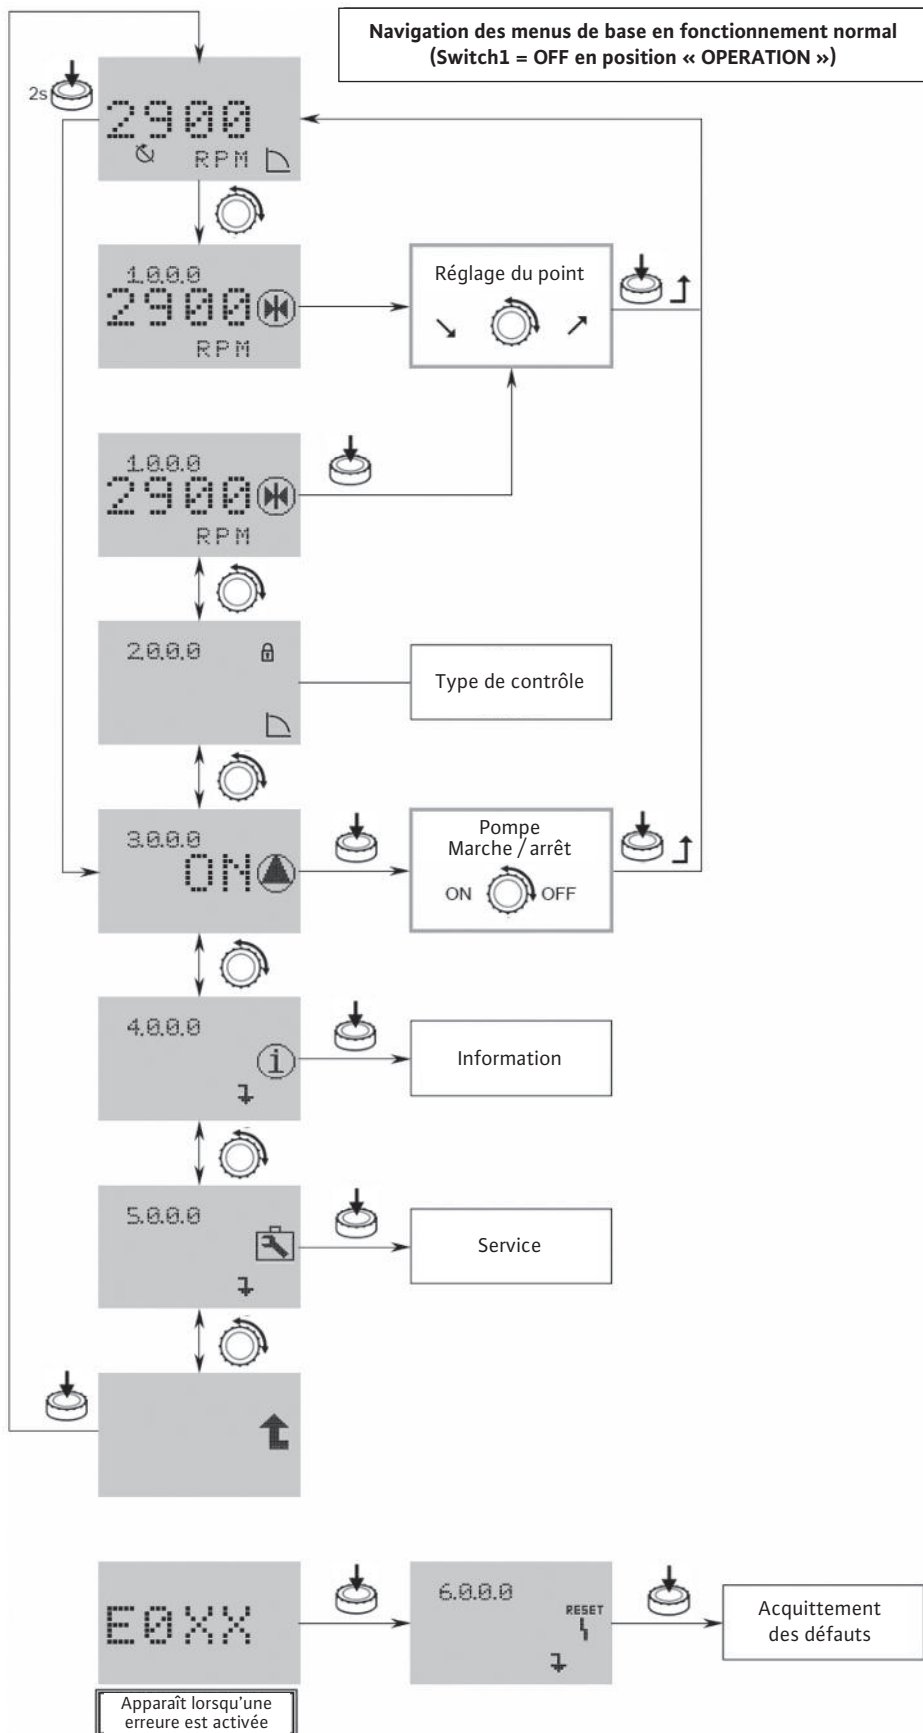 Navigation des menus de base en fonctionnement normal
(Switch1 = OFF en position « OPERATION »)
2s
2900
RPM
1.0.0.0
2900
RPM
Réglage du point
1.0.0.0
2900
RPM
2.0.0.0
Type de contrôle
3.0.0.0
ON
Pompe
Marche / arrêt
ON
OFF
4.0.0.0
i
Information
5.0.0.0
Service
E0XX
6.0.0.0
RESET
Acquittement
des défauts
Apparaît lorsqu'une
erreure est activée